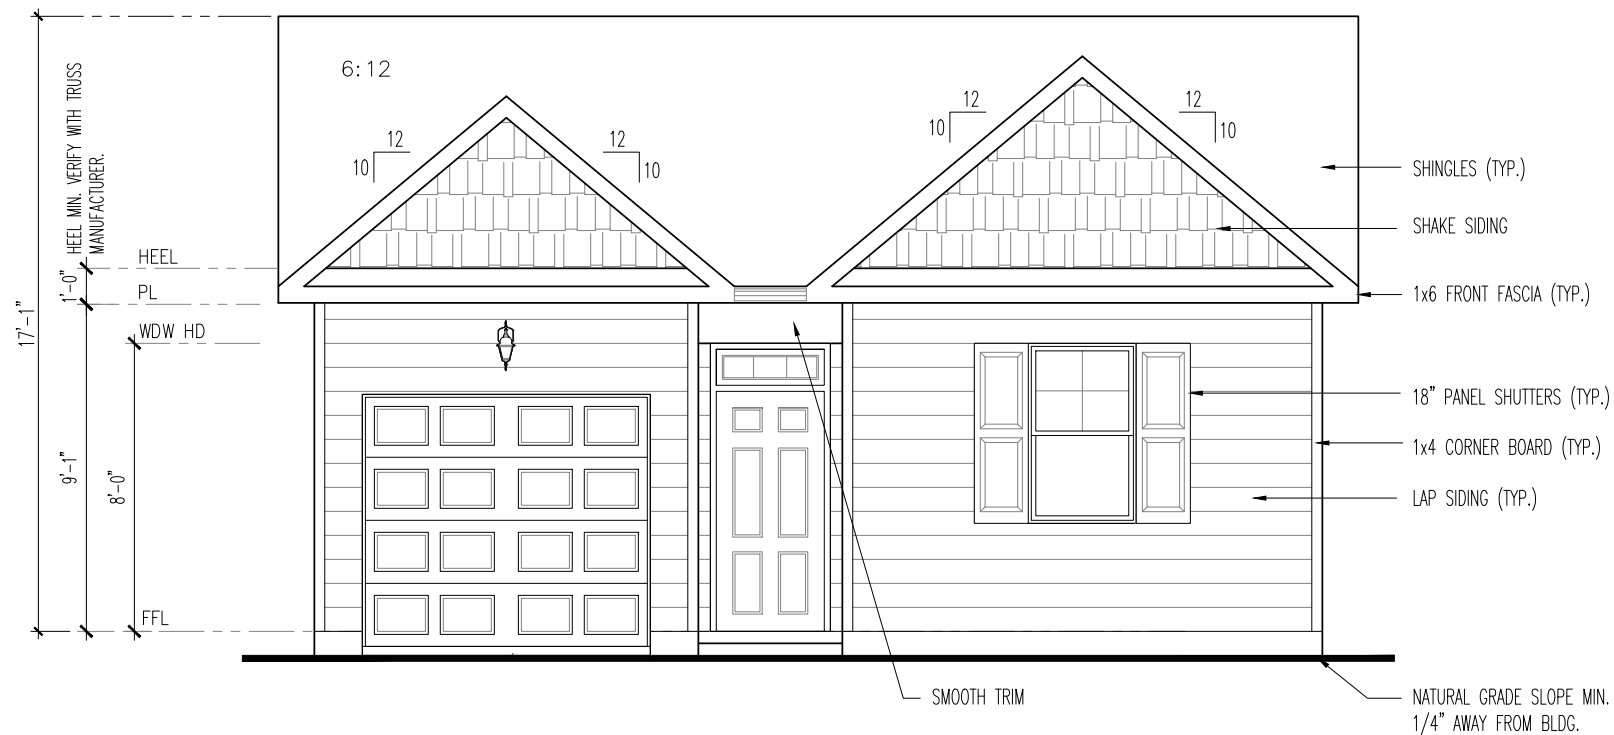 17'-1"
HEEL MIN. VERIFY WITH TRUSS
MANUFACTURER.
1'-0"
9'-1"
8'-0"
HEEL
PL
WDW HD
FFL
6:12
12
10
12
10
12
10
12
10
SHINGLES (TYP.)
SHAKE SIDING
1x6 FRONT FASCIA (TYP.)
18" PANEL SHUTTERS (TYP.)
1x4 CORNER BOARD (TYP.)
LAP SIDING (TYP.)
SMOOTH TRIM
NATURAL GRADE SLOPE MIN.
1/4" AWAY FROM BLDG.